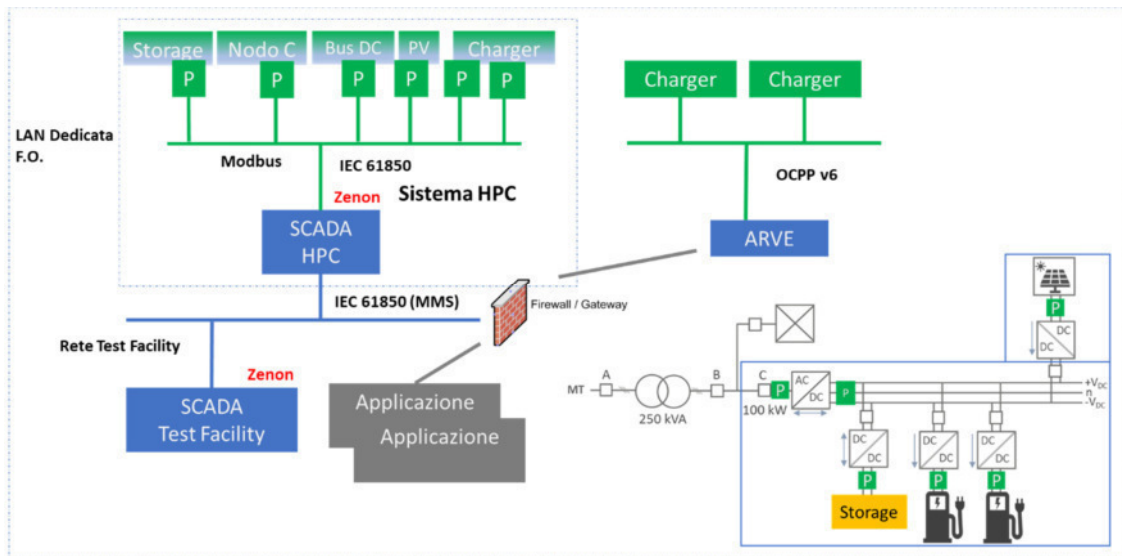 Storage
Nodo C
Bus DC
PV
Charger
P
P
P
P
P
P
LAN Dedicata
F.O.
Modbus
IEC 61850
Zenon
Sistema HPC
SCADA
HPC
Charger
Charger
OCPP v6
ARVE
IEC 61850 (MMS)
Firewall / Gateway
Rete Test Facility
Zenon
SCADA
Test Facility
Applicazione
Applicazione
P
DC
DC
MT
A
B
C
P
AC
DC
P
+VDC
n
-VDC
250 kVA
100 kW
DC
DC
DC
DC
DC
DC
P
P
P
Storage